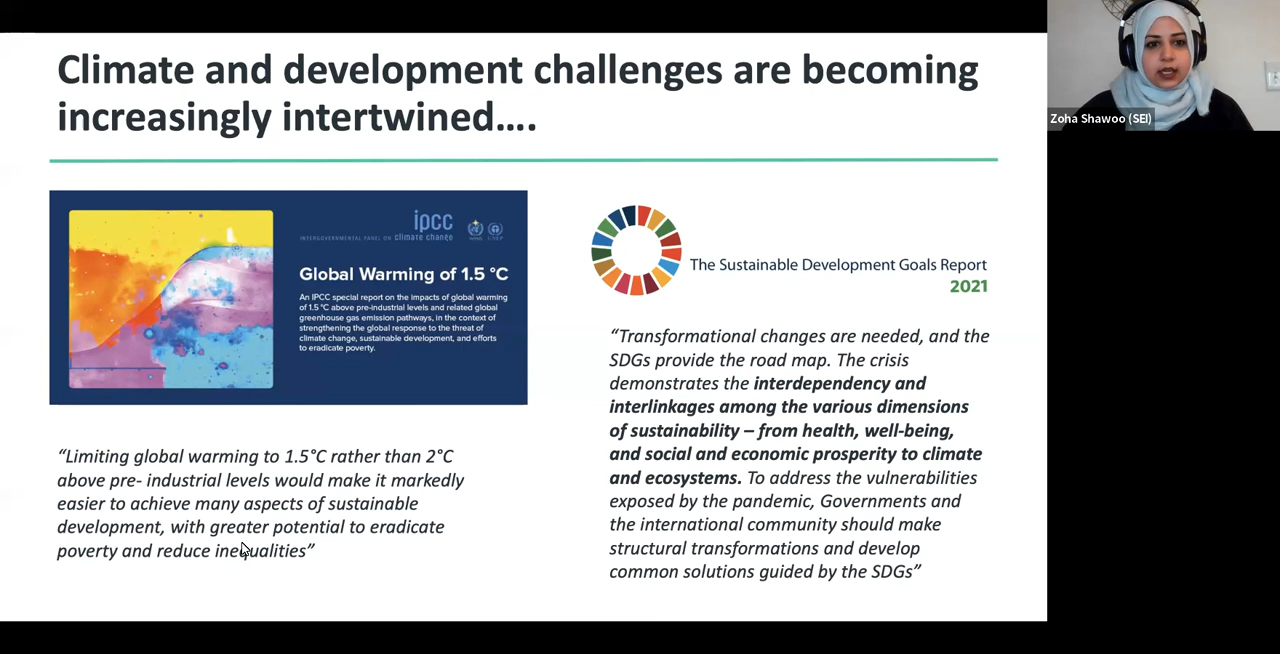 Climate and development challenges are becoming
increasingly intertwined….
ipcc
INTERGOVERNMENTAL PANEL ON climate change
Global Warming of 1.5 °C
An IPCC special report on the impacts of global warming
of 1.5 °C above pre-industrial levels and related global
greenhouse gas emission pathways, in the context of
strengthening the global response to the threat of
climate change, sustainable development, and efforts
to eradicate poverty.
“Limiting global warming to 1.5°C rather than 2°C
above pre- industrial levels would make it markedly
easier to achieve many aspects of sustainable
development, with greater potential to eradicate
poverty and reduce inequalities”
The Sustainable Development Goals Report
2021
“Transformational changes are needed, and the
SDGs provide the road map. The crisis
demonstrates the interdependency and
interlinkages among the various dimensions
of sustainability – from health, well-being,
and social and economic prosperity to climate
and ecosystems. To address the vulnerabilities
exposed by the pandemic, Governments and
the international community should make
structural transformations and develop
common solutions guided by the SDGs”
Zoha Shawoo (SEI)